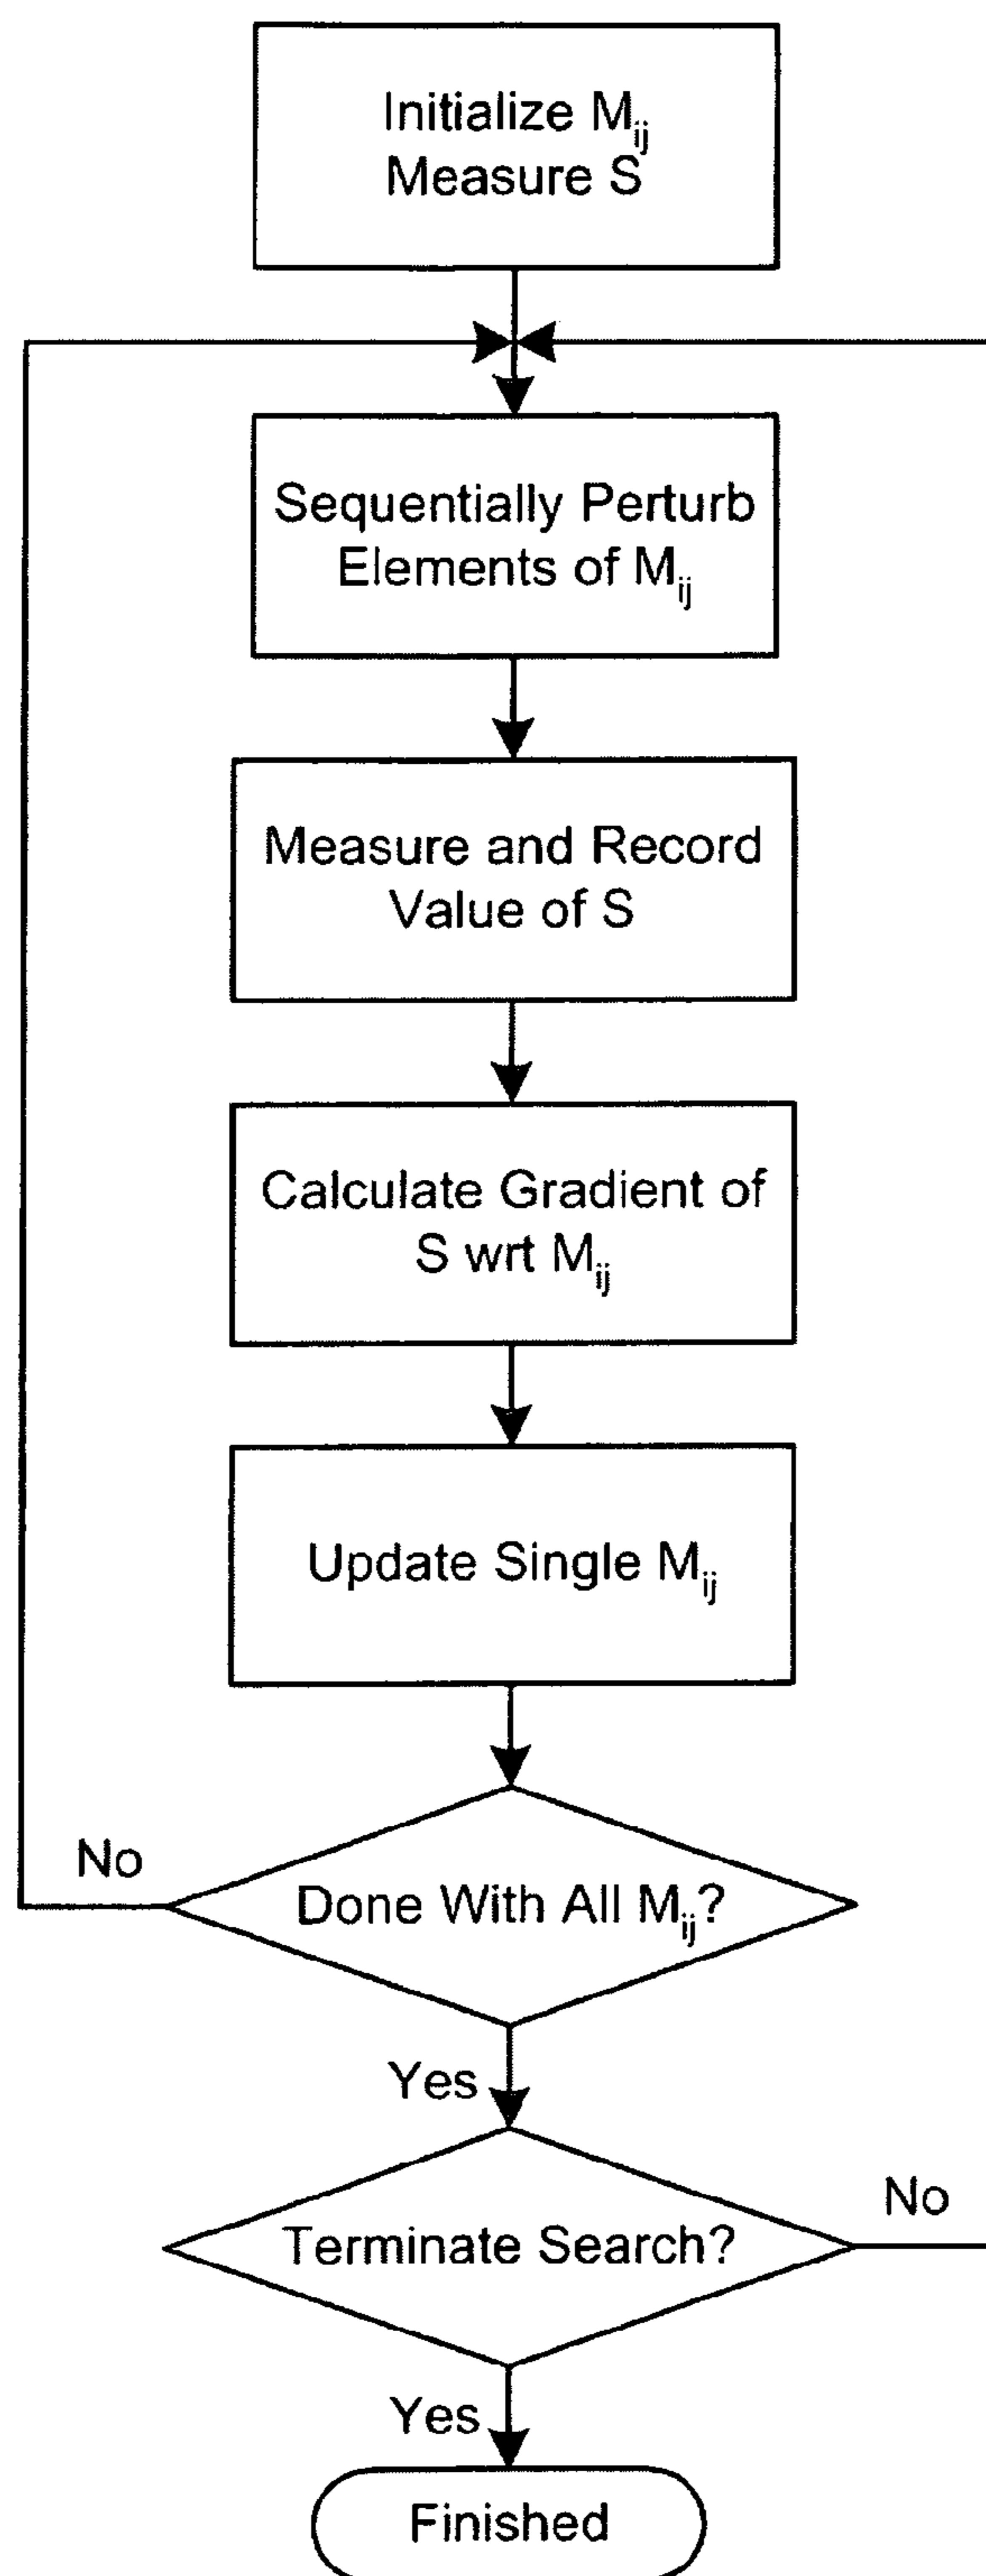 Initialize M_ij
Measure S
Sequentially Perturb
Elements of M_ij
Measure and Record
Value of S
Calculate Gradient of
S wrt M_ij
Update Single M_ij
No
Done With All M_ij?
Yes
No
Terminate Search?
Yes
Finished